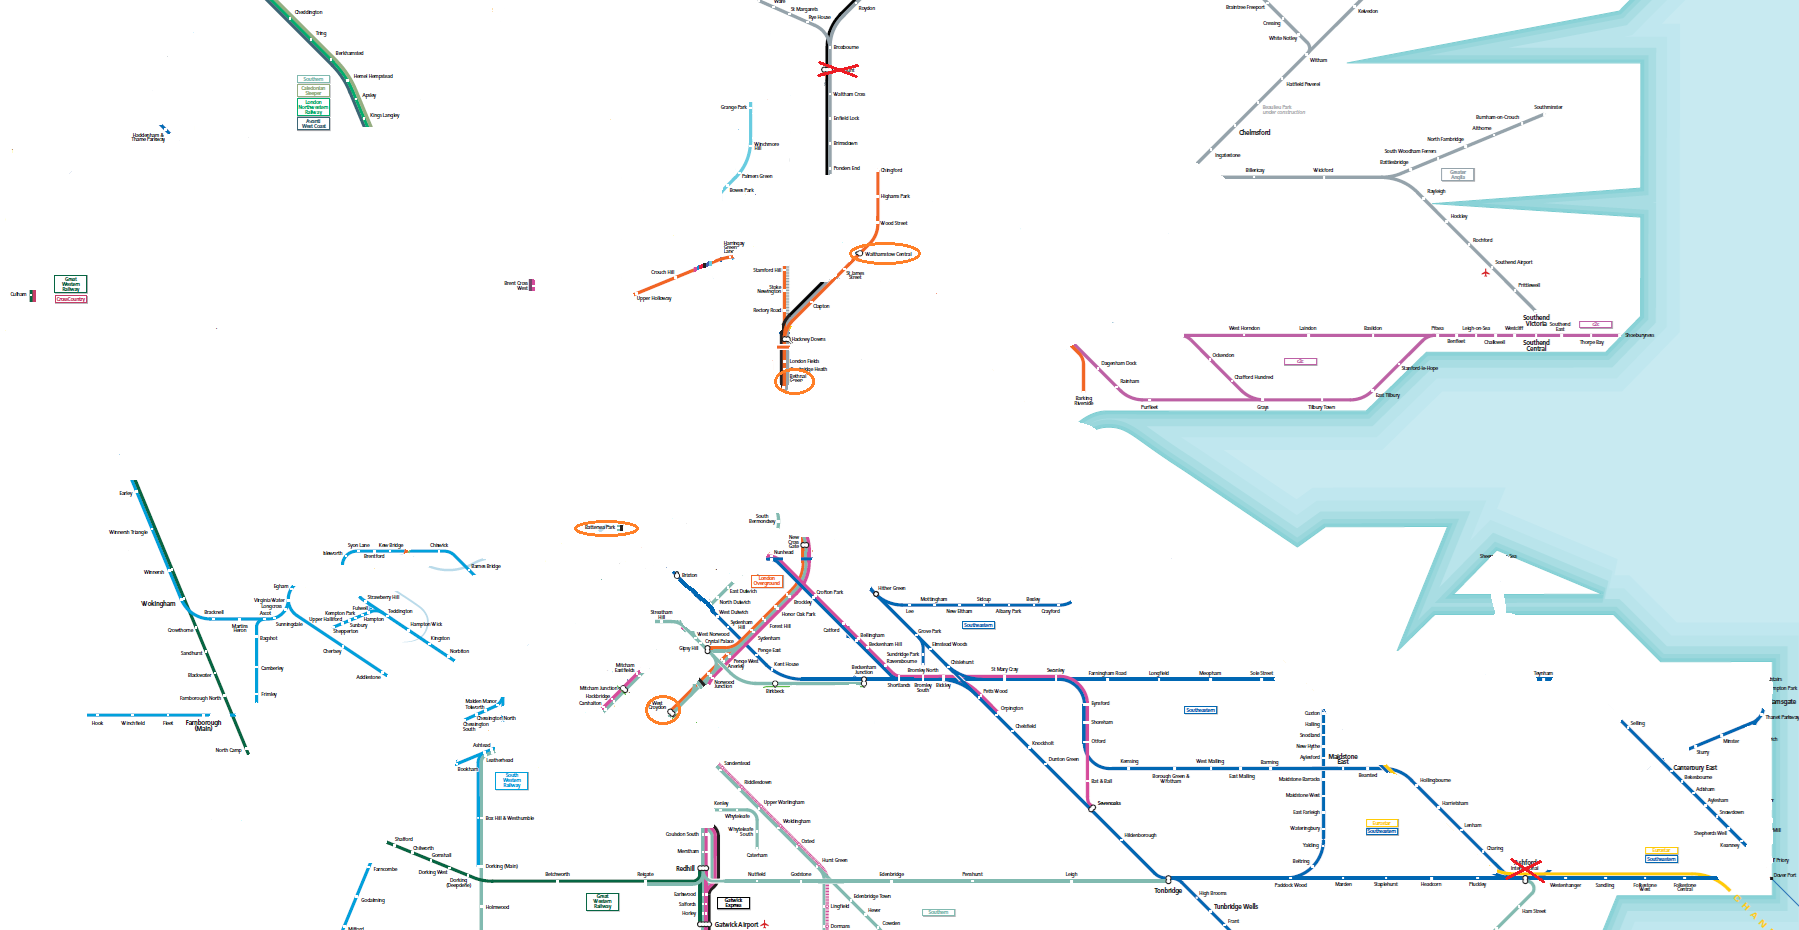 Cheddington
Tring
Berkhamsted
Hemel Hempstead
Apsley
Kings Langley
Southern
Caledonian
Sleeper
London
Northwestern
Railway
Avanti
West Coast
Haddenham &
Thame Parkway
Ware
St Margarets
Rye House
Roydon
Broxbourne
Waltham Cross
Enfield Lock
Brimsdown
Ponders End
Grange Park
Winchmore
Hill
Palmers Green
Bowes Park
Chingford
Highams Park
Wood Street
Walthamstow Central
St James
Street
Harringay
Green
Lanes
Crouch Hill
Upper Holloway
Stamford Hill
Stoke
Newington
Rectory Road
Clapton
Hackney Downs
London Fields
Cambridge Heath
Bethnal
Green
Culham
Great
Western
Railway
CrossCountry
Brent Cross
West
Braintree Freeport
Cressing
White Notley
Kelvedon
Witham
Hatfield Peverel
Beaulieu Park
under construction
Chelmsford
Ingatestone
Billericay
Wickford
Southminster
Burnham-on-Crouch
Althorne
North Fambridge
South Woodham Ferrers
Battlesbridge
Greater
Anglia
Rayleigh
Hockley
Rochford
Southend Airport
Prittlewell
Southend
Victoria
Southend
Central
Southend
East
c2c
West Horndon
Laindon
Basildon
Pitsea
Benfleet
Leigh-on-Sea
Chalkwell
Westcliff
Thorpe Bay
Shoeburyness
Ockendon
Chafford Hundred
c2c
Stanford-le-Hope
East Tilbury
Dagenham Dock
Rainham
Purfleet
Grays
Tilbury Town
Barking
Riverside
Earley
Winnersh Triangle
Winnersh
Wokingham
Crowthorne
Sandhurst
Blackwater
Farnborough North
North Camp
Hook
Winchfield
Fleet
Farnborough
(Main)
Bracknell
Martins
Heron
Ascot
Bagshot
Camberley
Frimley
Sunningdale
Longcross
Virginia Water
Egham
Chertsey
Addlestone
Isleworth
Syon Lane
Brentford
Kew Bridge
Chiswick
Barnes Bridge
Strawberry Hill
Fulwell
Teddington
Kempton Park
Upper Halliford
Hampton
Sunbury
Shepperton
Hampton Wick
Kingston
Norbiton
Battersea Park
South
Bermondsey
New
Cross
Gate
Nunhead
London
Overground
Brixton
East Dulwich
North Dulwich
West Dulwich
Streatham
Hill
Sydenham
Hill
West Norwood
Gipsy Hill
Crystal Palace
Brockley
Honor Oak Park
Forest Hill
Sydenham
Penge West
Anerley
Penge East
Kent House
Norwood
Junction
Birkbeck
Beckenham
Junction
West
Croydon
Mitcham
Eastfields
Mitcham Junction
Hackbridge
Carshalton
Crofton Park
Catford
Bellingham
Beckenham Hill
Ravensbourne
Shortlands
Bromley
South
Bickley
Bromley North
Sundridge Park
Hither Green
Lee
Mottingham
New Eltham
Sidcup
Albany Park
Bexley
Crayford
Southeastern
Grove Park
Elmstead Woods
Chislehurst
Petts Wood
Orpington
Chelsfield
Knockholt
Dunton Green
Sevenoaks
Hildenborough
Tonbridge
St Mary Cray
Swanley
Farningham Road
Longfield
Meopham
Sole Street
Southeastern
Eynsford
Shoreham
Otford
Bat & Ball
Kemsing
Borough Green &
Wrotham
West Malling
East Malling
Barming
Maidstone
East
Bearsted
Hollingbourne
Harrietsham
Lenham
Charing
Cuxton
Halling
Snodland
New Hythe
Aylesford
Maidstone Barracks
Maidstone West
East Farleigh
Wateringbury
Yalding
Beltring
Paddock Wood
Marden
Staplehurst
Headcorn
Pluckley
Eurostar
Southeastern
Ashford
Westenhanger
Sandling
Folkestone
West
Folkestone
Central
Eurostar
Southeastern
Ham Street
Teynham
Selling
Canterbury East
Bekesbourne
Adisham
Aylesham
Snowdown
Shepherds Well
Kearsney
Sturry
Minster
Thanet Parkway
Dover Port
Priory
Malden Manor
Tolworth
Chessington North
Chessington
South
Ashtead
Leatherhead
Bookham
South
Western
Railway
Box Hill & Westhumble
Dorking (Main)
Holmwood
Shalford
Chilworth
Gomshall
Dorking West
Dorking
(Deepdene)
Betchworth
Reigate
Redhill
Farncombe
Godalming
Milford
Great
Western
Railway
Coulsdon South
Merstham
Earlswood
Salfords
Horley
Gatwick Airport
Gatwick
Express
Sanderstead
Riddlesdown
Upper Warlingham
Woldingham
Oxted
Hurst Green
Kenley
Whyteleafe
Whyteleafe
South
Caterham
Nutfield
Godstone
Edenbridge
Penshurst
Leigh
Edenbridge Town
Hever
Cowden
Lingfield
Dormans
Southern
High Brooms
Tunbridge Wells
Frant